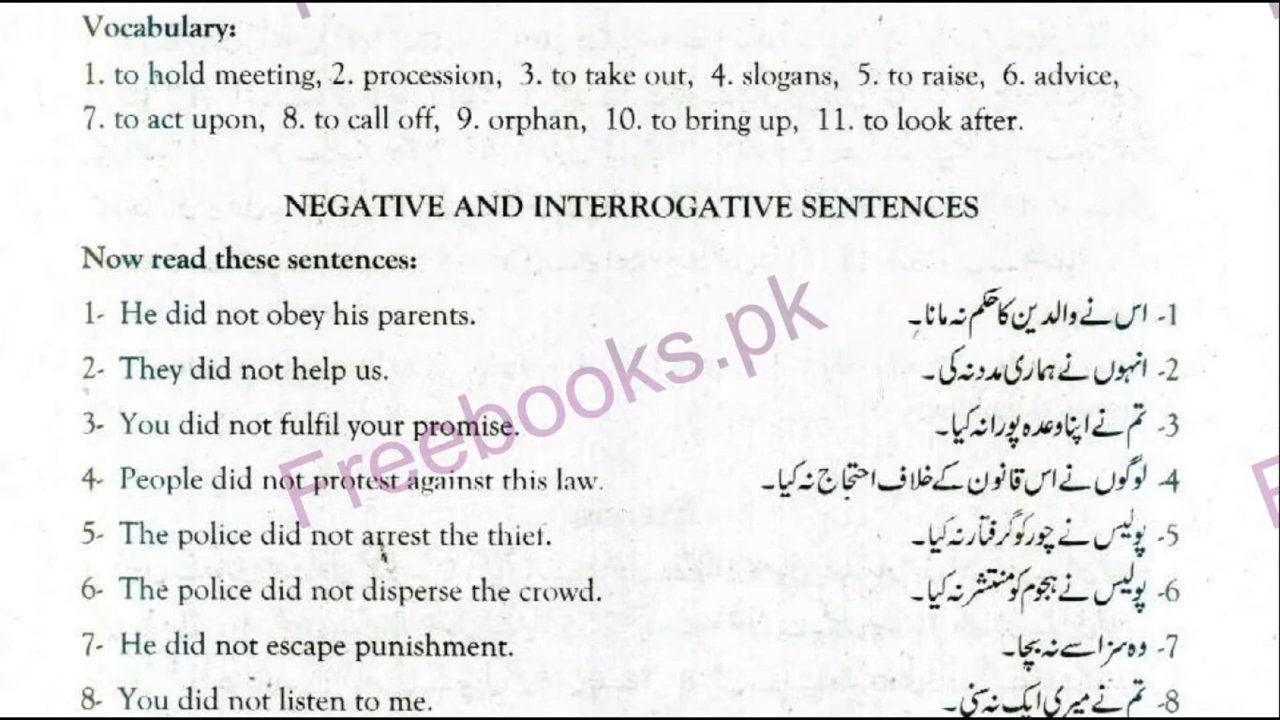 Vocabulary:
1. to hold meeting, 2. procession, 3. to take out, 4. slogans, 5. to raise, 6. advice,
7. to act upon, 8. to call off, 9. orphan, 10. to bring up, 11. to look after.
NEGATIVE AND INTERROGATIVE SENTENCES
Now read these sentences:
1- He did not obey his parents. 1- اس نے والدین کا حکم نہ مانا۔
2- They did not help us. 2- انہوں نے ہماری مدد نہ کی۔
3- You did not fulfil your promise. 3- تم نے اپنا وعدہ پورا نہ کیا۔
4- People did not protest against this law. 4- لوگوں نے اس قانون کے خلاف احتجاج نہ کیا۔
5- The police did not arrest the thief. 5- پولیس نے چور کو گرفتار نہ کیا۔
6- The police did not disperse the crowd. 6- پولیس نے ہجوم کو منتشر نہ کیا۔
7- He did not escape punishment. 7- وہ سزا سے نہ بچا۔
8- You did not listen to me. 8- تم نے میری ایک نہ سنی۔
Freebooks.pk